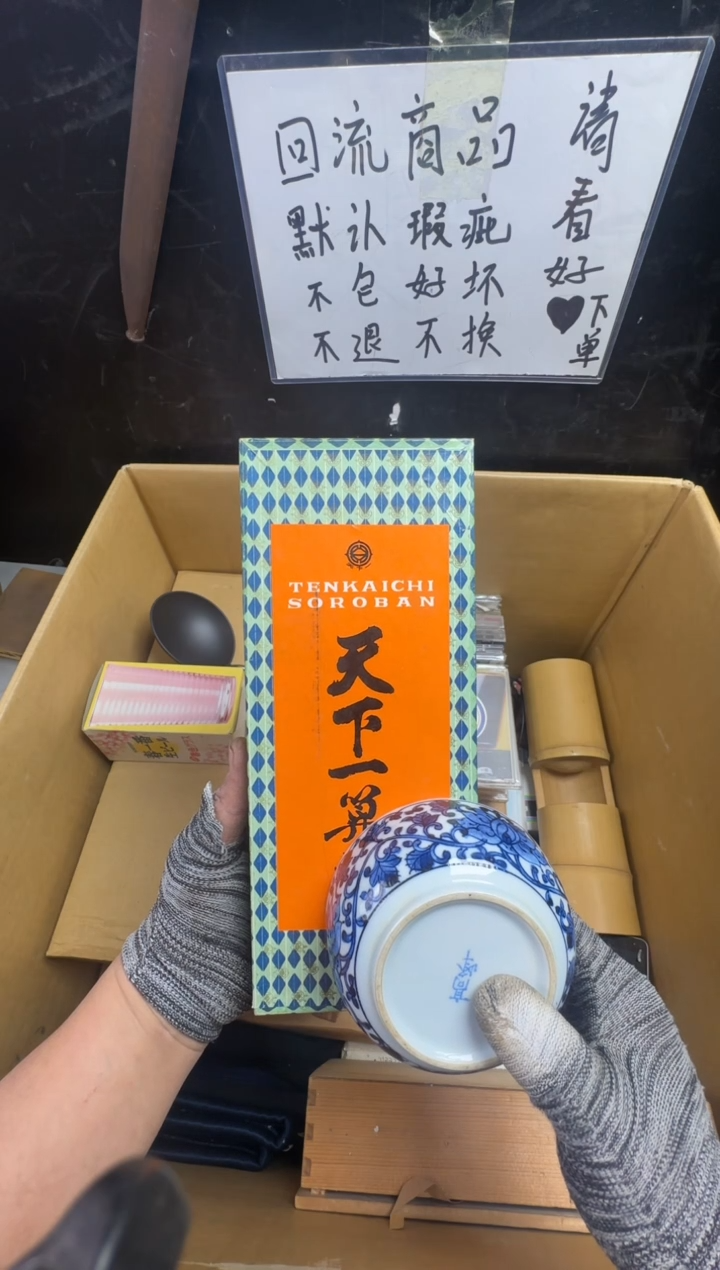 回流商品
默认瑕疵
不包好坏
不退不换
请看好♥下单
TENKAICHI
SOROBAN
天下一算